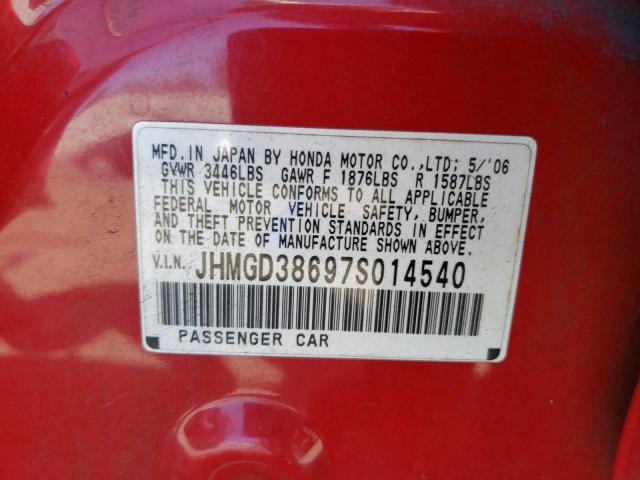 MFD. IN JAPAN BY HONDA MOTOR CO.,LTD; 5/'06
GVWR 3446LBS GAWR F 1876LBS R 1587LBS
THIS VEHICLE CONFORMS TO ALL APPLICABLE
FEDERAL MOTOR VEHICLE SAFETY, BUMPER,
AND THEFT PREVENTION STANDARDS IN EFFECT
ON THE DATE OF MANUFACTURE SHOWN ABOVE.
V.I.N. JHMGD38697S014540
PASSENGER CAR